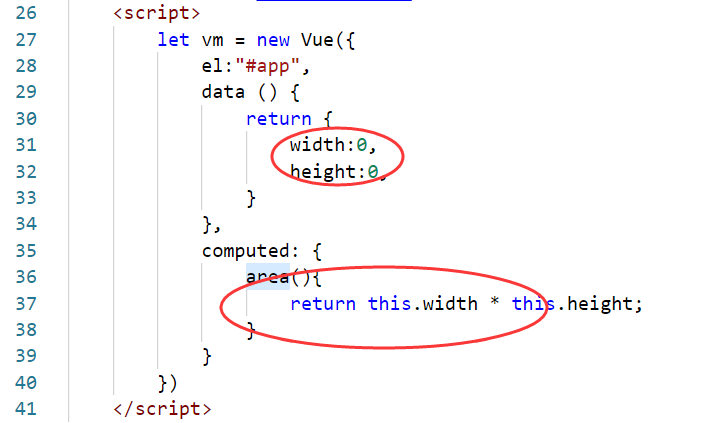 26 <script>
27 let vm = new Vue({
28 el:"#app",
29 data () {
30 return {
31 width:0,
32 height:0,
33 }
34 },
35 computed: {
36 area(){
37 return this.width * this.height;
38 }
39 }
40 })
41 </script>